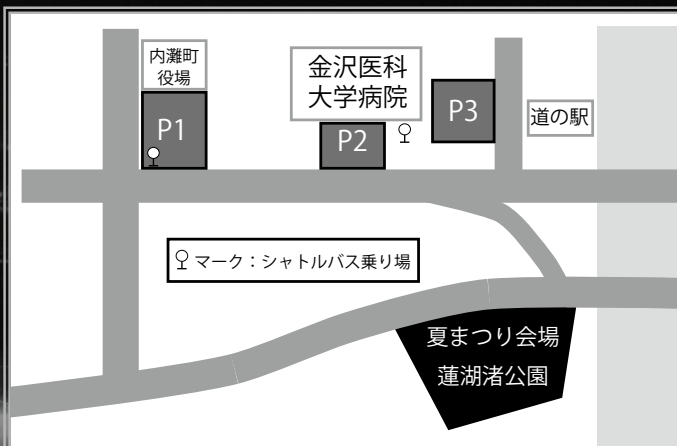 内灘町
役場
P1
金沢医科
大学病院
P2
P3
道の駅
マーク：シャトルバス乗り場
夏まつり会場
蓮湖渚公園